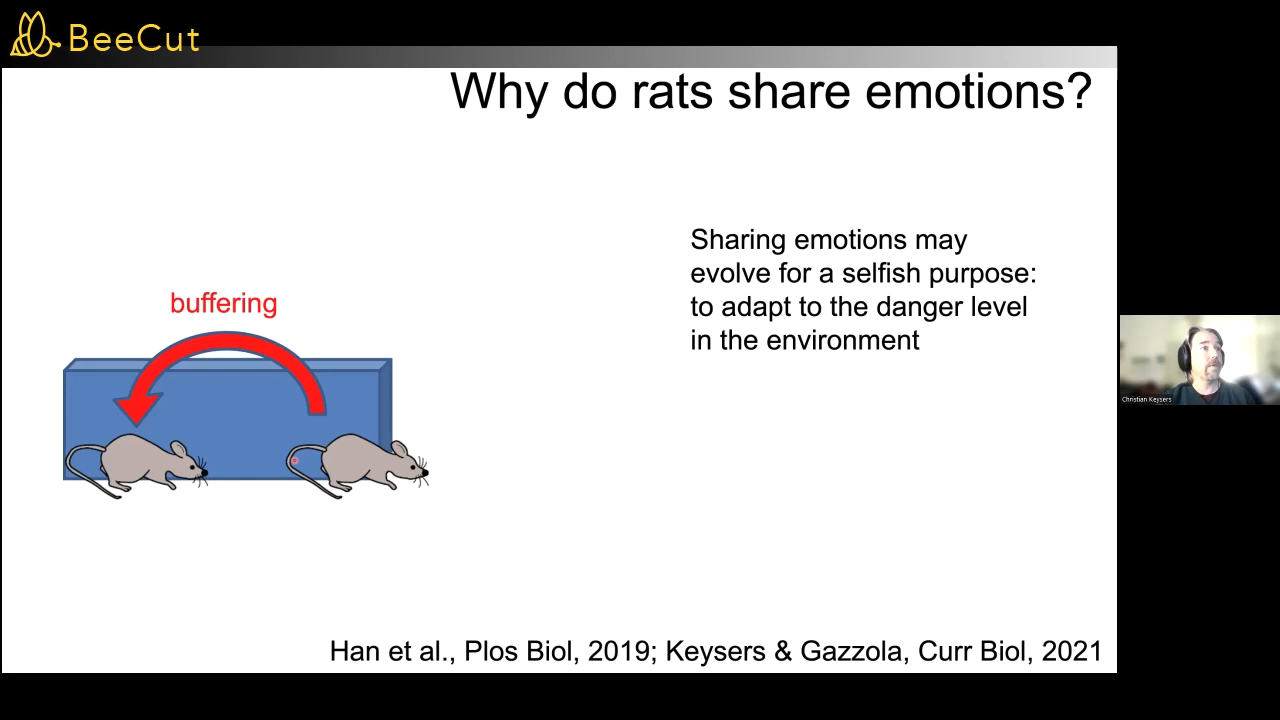 BeeCut
Why do rats share emotions?
Sharing emotions may
evolve for a selfish purpose:
to adapt to the danger level
in the environment
buffering
Christian Keysers
Han et al., Plos Biol, 2019; Keysers & Gazzola, Curr Biol, 2021